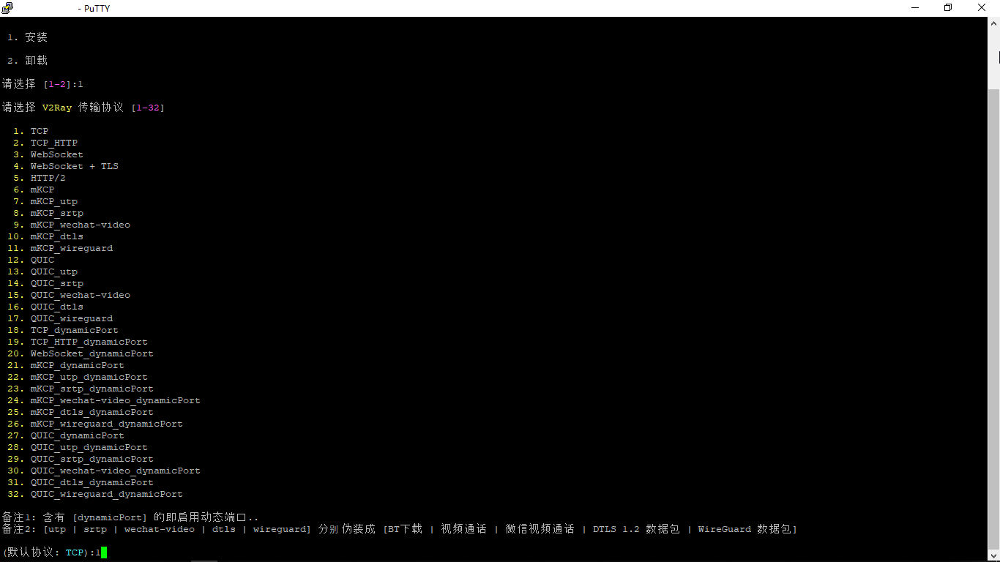 - PuTTY
1. 安装
2. 卸载
请选择 [1-2]:1
请选择 V2Ray 传输协议 [1-32]
1. TCP
2. TCP_HTTP
3. WebSocket
4. WebSocket + TLS
5. HTTP/2
6. mKCP
7. mKCP_utp
8. mKCP_srtp
9. mKCP_wechat-video
10. mKCP_dtls
11. mKCP_wireguard
12. QUIC
13. QUIC_utp
14. QUIC_srtp
15. QUIC_wechat-video
16. QUIC_dtls
17. QUIC_wireguard
18. TCP_dynamicPort
19. TCP_HTTP_dynamicPort
20. WebSocket_dynamicPort
21. mKCP_dynamicPort
22. mKCP_utp_dynamicPort
23. mKCP_srtp_dynamicPort
24. mKCP_wechat-video_dynamicPort
25. mKCP_dtls_dynamicPort
26. mKCP_wireguard_dynamicPort
27. QUIC_dynamicPort
28. QUIC_utp_dynamicPort
29. QUIC_srtp_dynamicPort
30. QUIC_wechat-video_dynamicPort
31. QUIC_dtls_dynamicPort
32. QUIC_wireguard_dynamicPort
备注1: 含有 [dynamicPort] 的即启用动态端口..
备注2: [utp | srtp | wechat-video | dtls | wireguard] 分别伪装成 [BT下载 | 视频通话 | 微信视频通话 | DTLS 1.2 数据包 | WireGuard 数据包]
(默认协议: TCP):1